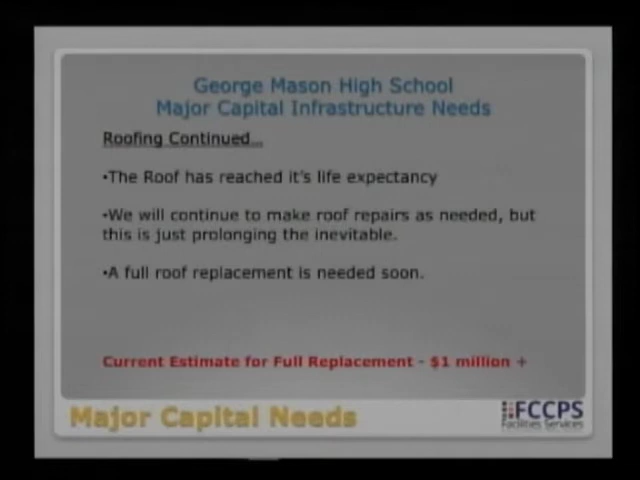 George Mason High School
Major Capital Infrastructure Needs
Roofing Continued…
•The Roof has reached it's life expectancy
•We will continue to make roof repairs as needed, but
this is just prolonging the inevitable.
•A full roof replacement is needed soon.
Current Estimate for Full Replacement - $1 million +
Major Capital Needs
FCCPS
Facilities Services